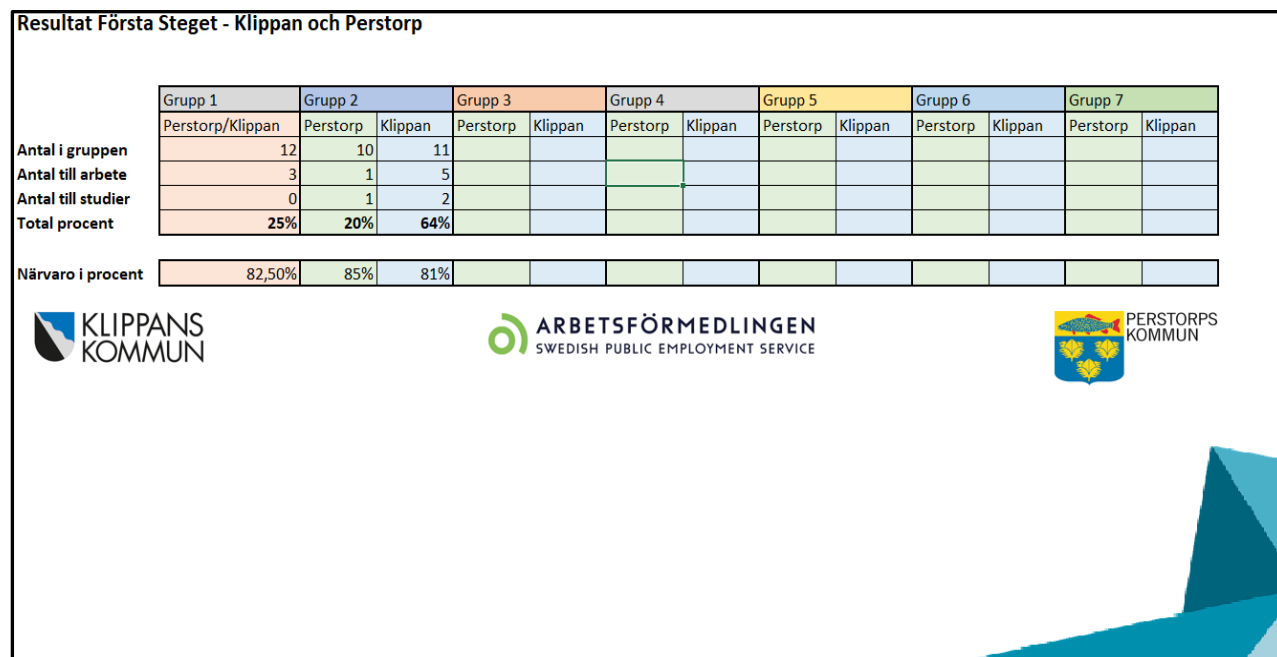 Resultat Första Steget - Klippan och Perstorp
Grupp 1 Grupp 2 Grupp 3 Grupp 4 Grupp 5 Grupp 6 Grupp 7
Perstorp/Klippan Perstorp Klippan Perstorp Klippan Perstorp Klippan Perstorp Klippan Perstorp Klippan Perstorp Klippan
Antal i gruppen 12 10 11
Antal till arbete 3 1 5
Antal till studier 0 1 2
Total procent 25% 20% 64%
Närvaro i procent 82,50% 85% 81%
KLIPPANS
KOMMUN
ARBETSFÖRMEDLINGEN
SWEDISH PUBLIC EMPLOYMENT SERVICE
PERSTORPS
KOMMUN